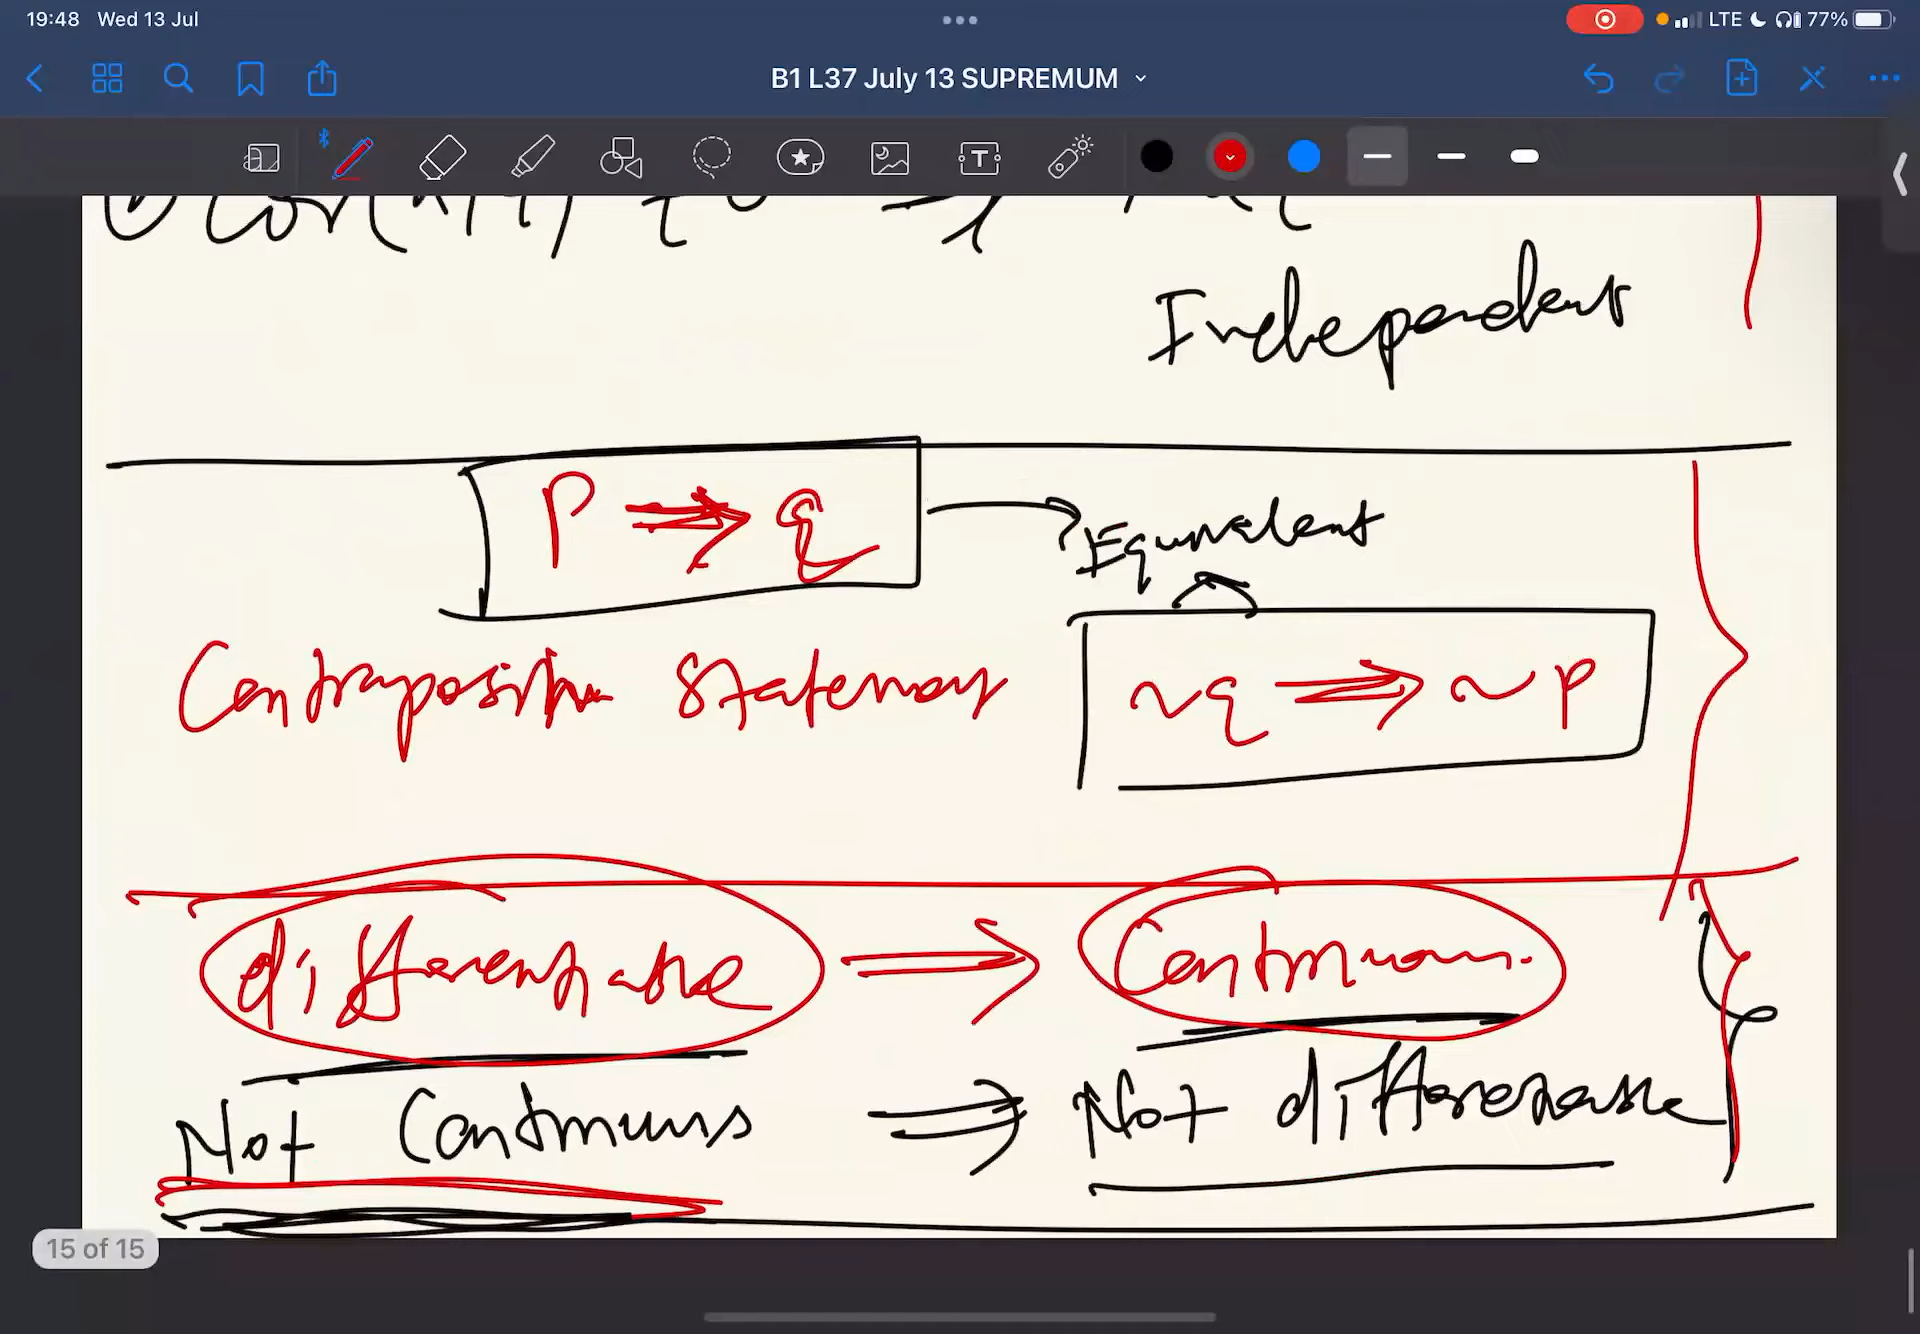 19:48 Wed 13 Jul
LTE 77%
B1 L37 July 13 SUPREMUM
Independent
P ⇒ q
Equivalent
Contrapositive Statement ~q ⇒ ~p
differentiable ⇒ Continuous.
Not Continuous ⇒ Not differentiable
15 of 15